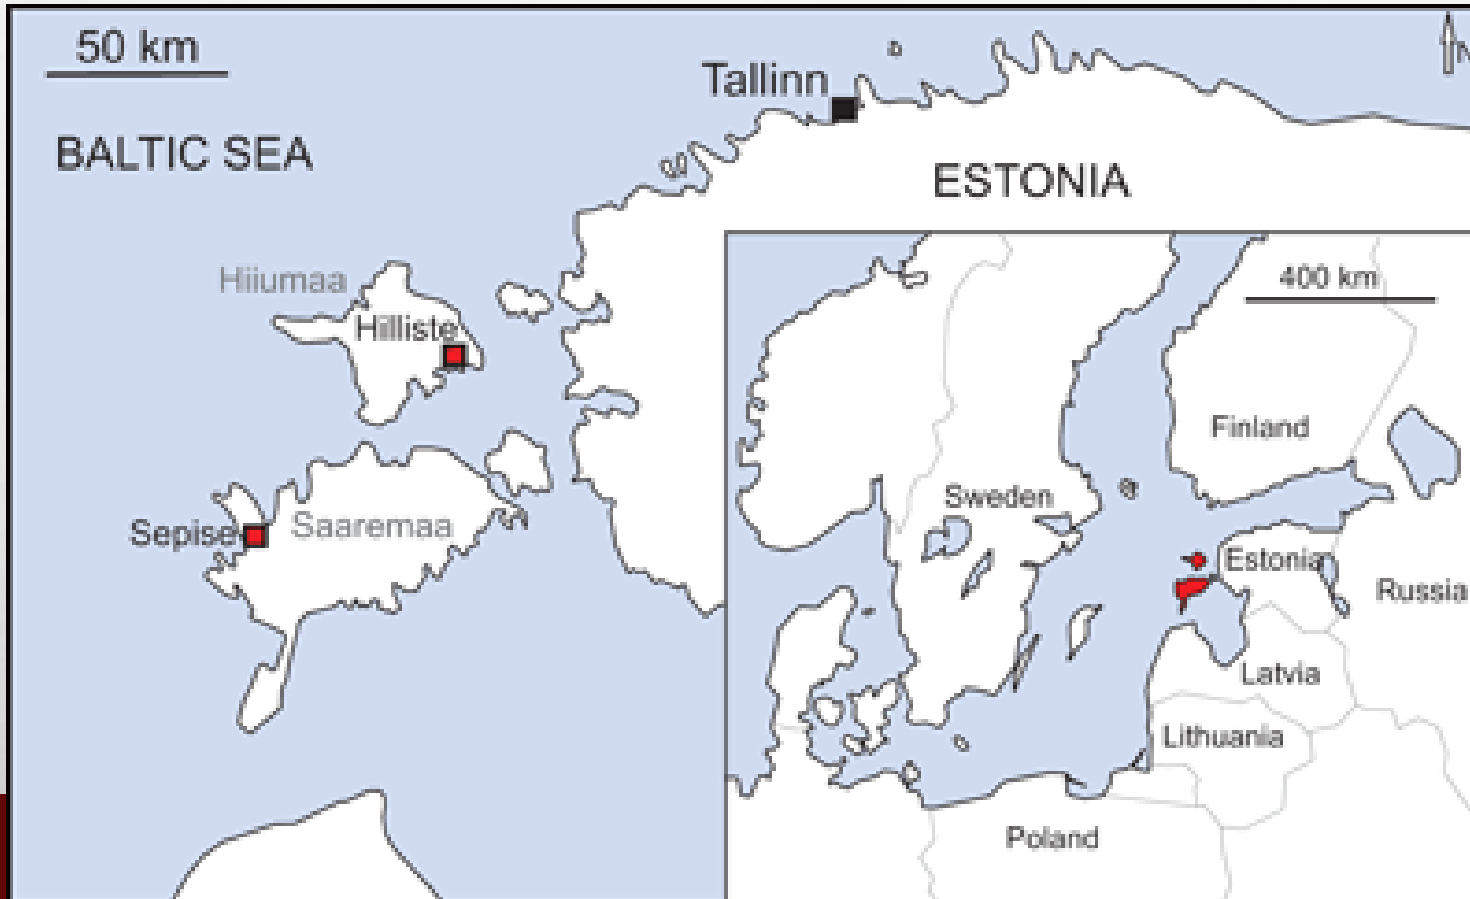 50 km
Tallinn
N
BALTIC SEA
ESTONIA
Hiiumaa
400 km
Hilliste
Finland
Sweden
Sepise
Saaremaa
Estonia
Russia
Latvia
Lithuania
Poland